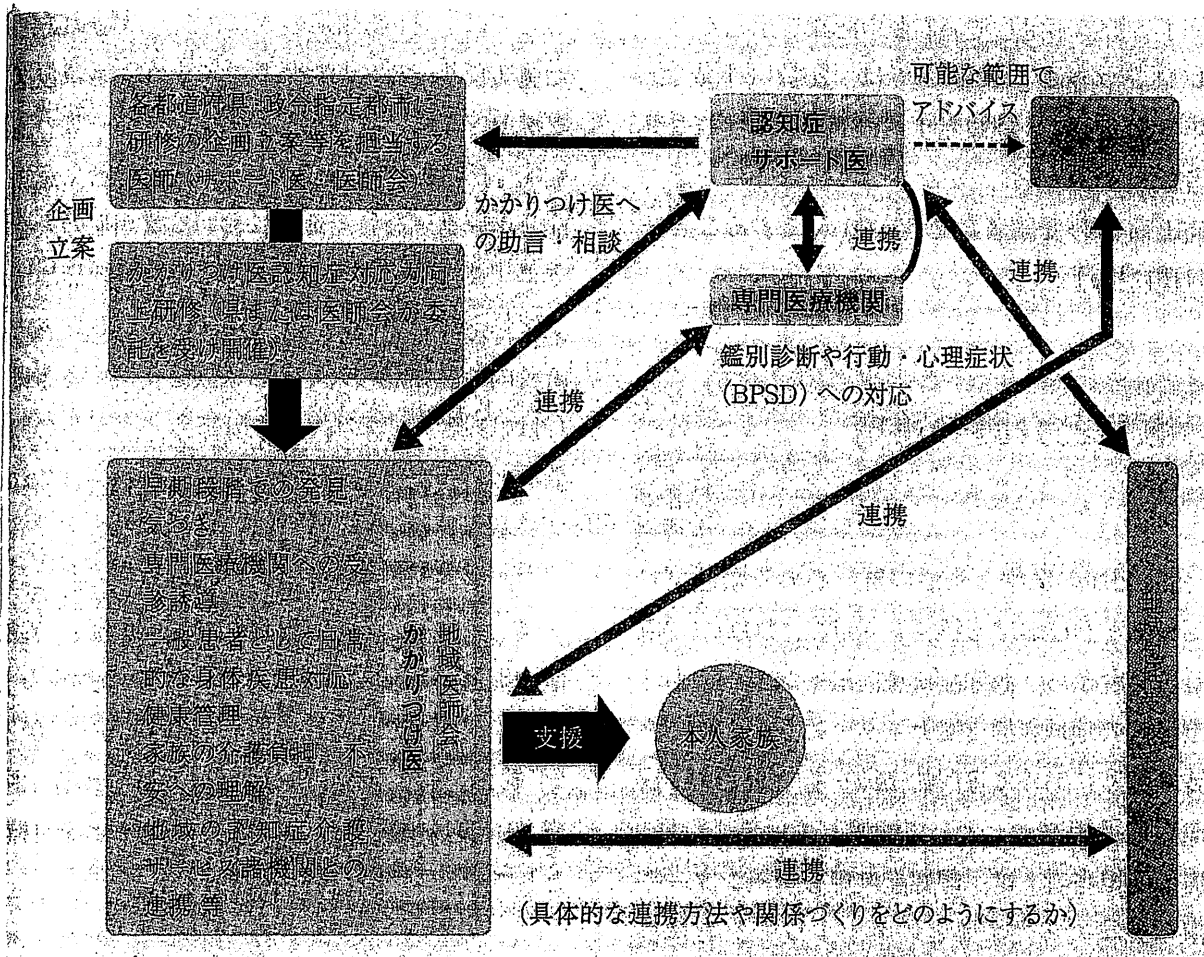 各都道府県・政令指定都市に
研修の企画立案等を担当する
医師（サポート医、医師会）
企画
立案
かかりつけ医認知症対応力向
上研修（県または医師会が委
託を受け開催）
認知症
サポート医
可能な範囲で
アドバイス
かかりつけ医へ
の助言・相談
連携
連携
専門医療機関
鑑別診断や行動・心理症状
(BPSD) への対応
連携
連携
早期段階での発見・
気づき
専門医療機関への受
診誘導
一般患者として日常
的な身体疾患対応、
健康管理
家族の介護負担、不
安への理解
地域の認知症介護
サービス諸機関との
連携 等
かかりつけ医
地域医師会
支援
本人家族
連携
（具体的な連携方法や関係づくりをどのようにするか）